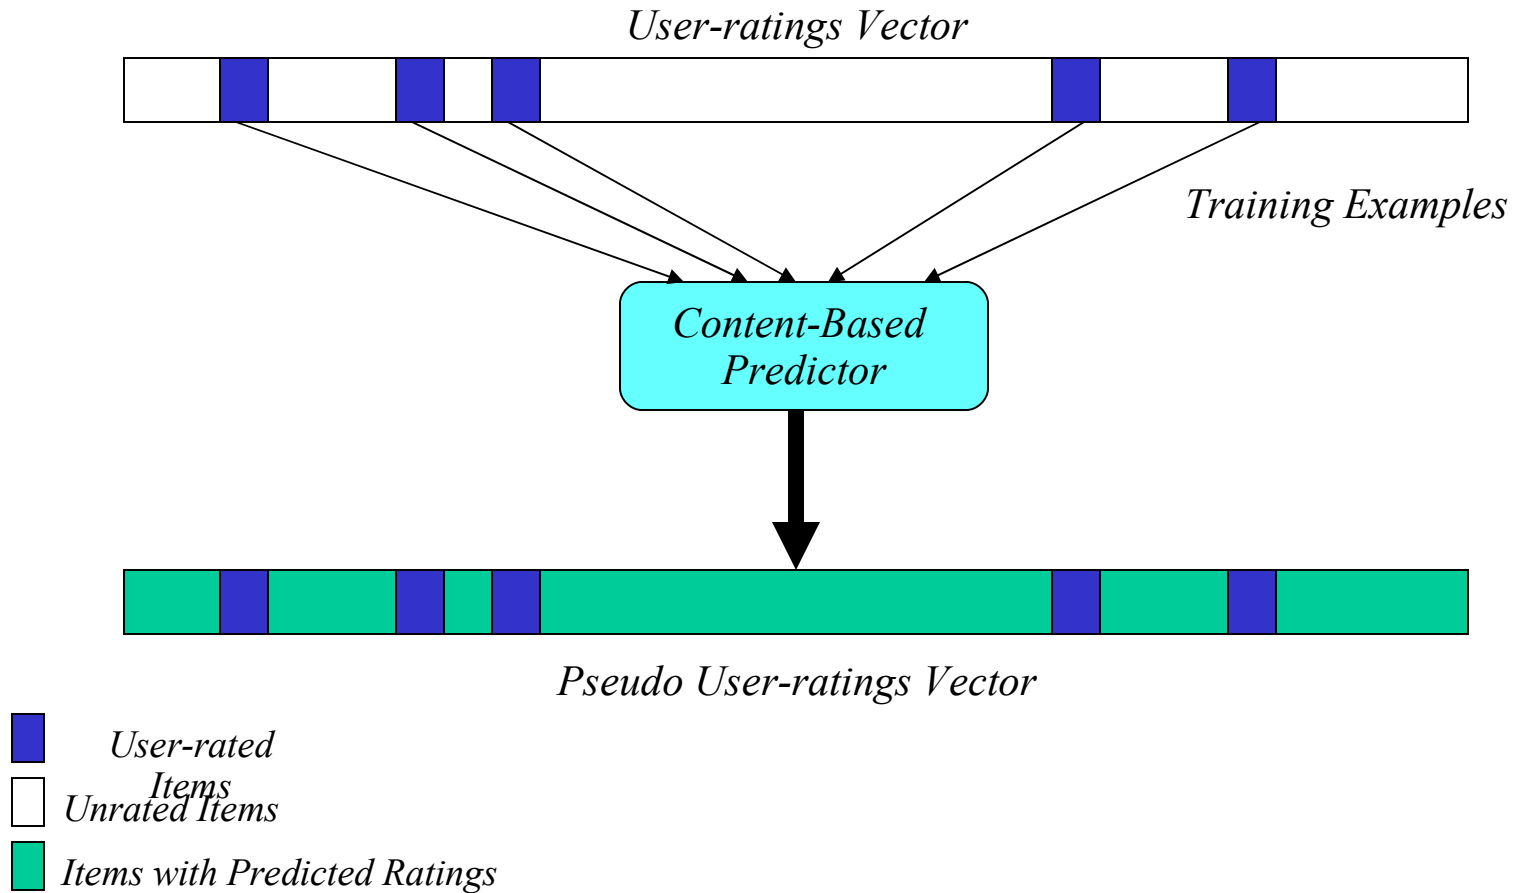 User-ratings Vector
Training Examples
Content-Based
Predictor
Pseudo User-ratings Vector
User-rated
Items
Unrated Items
Items with Predicted Ratings